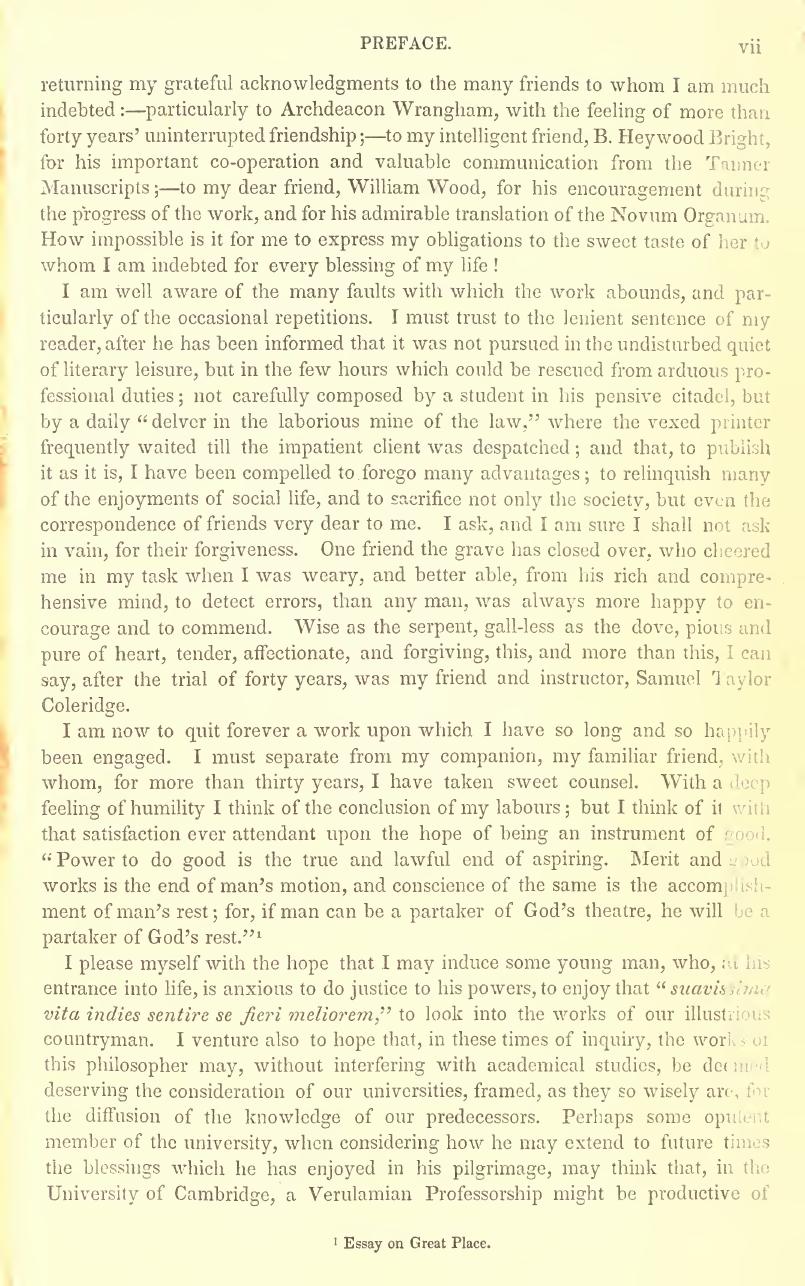 PREFACE. vii
returning my grateful acknowledgments to the many friends to whom I am much
indebted :—particularly to Archdeacon Wrangham, with the feeling of more than
forty years’ uninterrupted friendship;—to my intelligent friend, B. Heywood Bright,
for his important co-operation and valuable communication from the Tanner
Manuscripts;—to my dear friend, William Wood, for his encouragement during
the progress of the work, and for his admirable translation of the Novum Organum.
How impossible is it for me to express my obligations to the sweet taste of her to
whom I am indebted for every blessing of my life !
I am well aware of the many faults with which the work abounds, and par-
ticularly of the occasional repetitions. I must trust to the lenient sentence of my
reader, after he has been informed that it was not pursued in the undisturbed quiet
of literary leisure, but in the few hours which could be rescued from arduous pro-
fessional duties; not carefully composed by a student in his pensive citadel, but
by a daily “delver in the laborious mine of the law,” where the vexed printer
frequently waited till the impatient client was despatched; and that, to publish
it as it is, I have been compelled to forego many advantages; to relinquish many
of the enjoyments of social life, and to sacrifice not only the society, but even the
correspondence of friends very dear to me. I ask, and I am sure I shall not ask
in vain, for their forgiveness. One friend the grave has closed over, who cheered
me in my task when I was weary, and better able, from his rich and compre-
hensive mind, to detect errors, than any man, was always more happy to en-
courage and to commend. Wise as the serpent, gall-less as the dove, pious and
pure of heart, tender, affectionate, and forgiving, this, and more than this, I can
say, after the trial of forty years, was my friend and instructor, Samuel Taylor
Coleridge.
I am now to quit forever a work upon which I have so long and so happily
been engaged. I must separate from my companion, my familiar friend, with
whom, for more than thirty years, I have taken sweet counsel. With a deep
feeling of humility I think of the conclusion of my labours; but I think of it with
that satisfaction ever attendant upon the hope of being an instrument of good.
“Power to do good is the true and lawful end of aspiring. Merit and good
works is the end of man’s motion, and conscience of the same is the accomplish-
ment of man’s rest; for, if man can be a partaker of God’s theatre, he will be a
partaker of God’s rest.”¹
I please myself with the hope that I may induce some young man, who, at his
entrance into life, is anxious to do justice to his powers, to enjoy that “suavissime
vita indies sentire se fieri meliorem,” to look into the works of our illustrious
countryman. I venture also to hope that, in these times of inquiry, the works of
this philosopher may, without interfering with academical studies, be deemed
deserving the consideration of our universities, framed, as they so wisely are, for
the diffusion of the knowledge of our predecessors. Perhaps some opulent
member of the university, when considering how he may extend to future times
the blessings which he has enjoyed in his pilgrimage, may think that, in the
University of Cambridge, a Verulamian Professorship might be productive of
¹ Essay on Great Place.